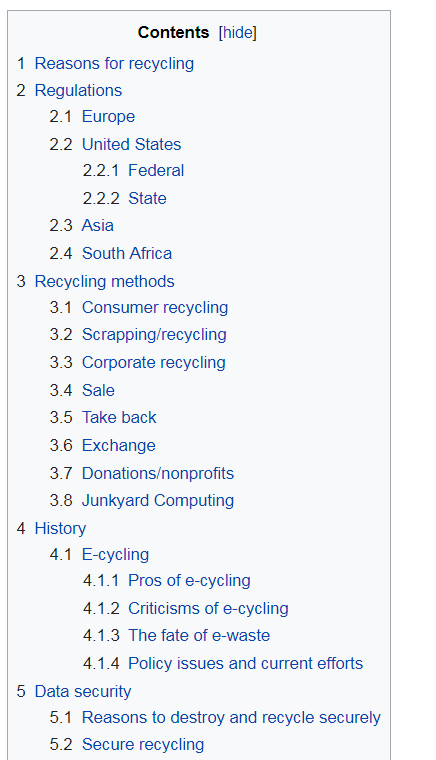 Contents [hide]
1 Reasons for recycling
2 Regulations
2.1 Europe
2.2 United States
2.2.1 Federal
2.2.2 State
2.3 Asia
2.4 South Africa
3 Recycling methods
3.1 Consumer recycling
3.2 Scrapping/recycling
3.3 Corporate recycling
3.4 Sale
3.5 Take back
3.6 Exchange
3.7 Donations/nonprofits
3.8 Junkyard Computing
4 History
4.1 E-cycling
4.1.1 Pros of e-cycling
4.1.2 Criticisms of e-cycling
4.1.3 The fate of e-waste
4.1.4 Policy issues and current efforts
5 Data security
5.1 Reasons to destroy and recycle securely
5.2 Secure recycling